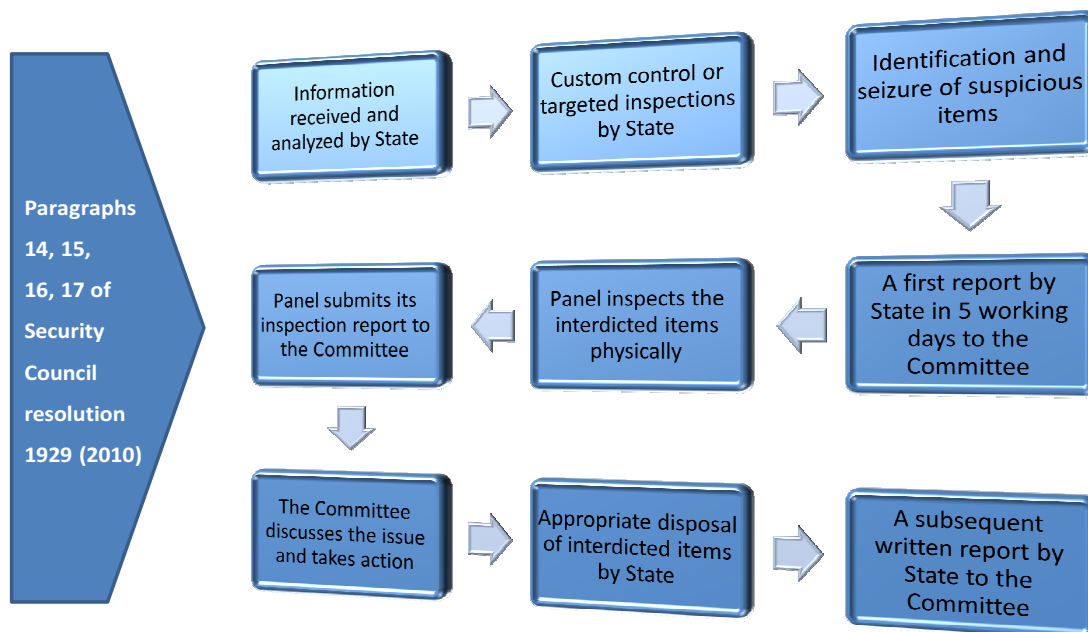 Paragraphs
14, 15,
16, 17 of
Security
Council
resolution
1929 (2010)
Information
received and
analyzed by State
Custom control or
targeted inspections
by State
Identification and
seizure of suspicious
items
A first report by
State in 5 working
days to the
Committee
Panel inspects the
interdicted items
physically
Panel submits its
inspection report to
the Committee
The Committee
discusses the issue
and takes action
Appropriate disposal
of interdicted items
by State
A subsequent
written report by
State to the
Committee